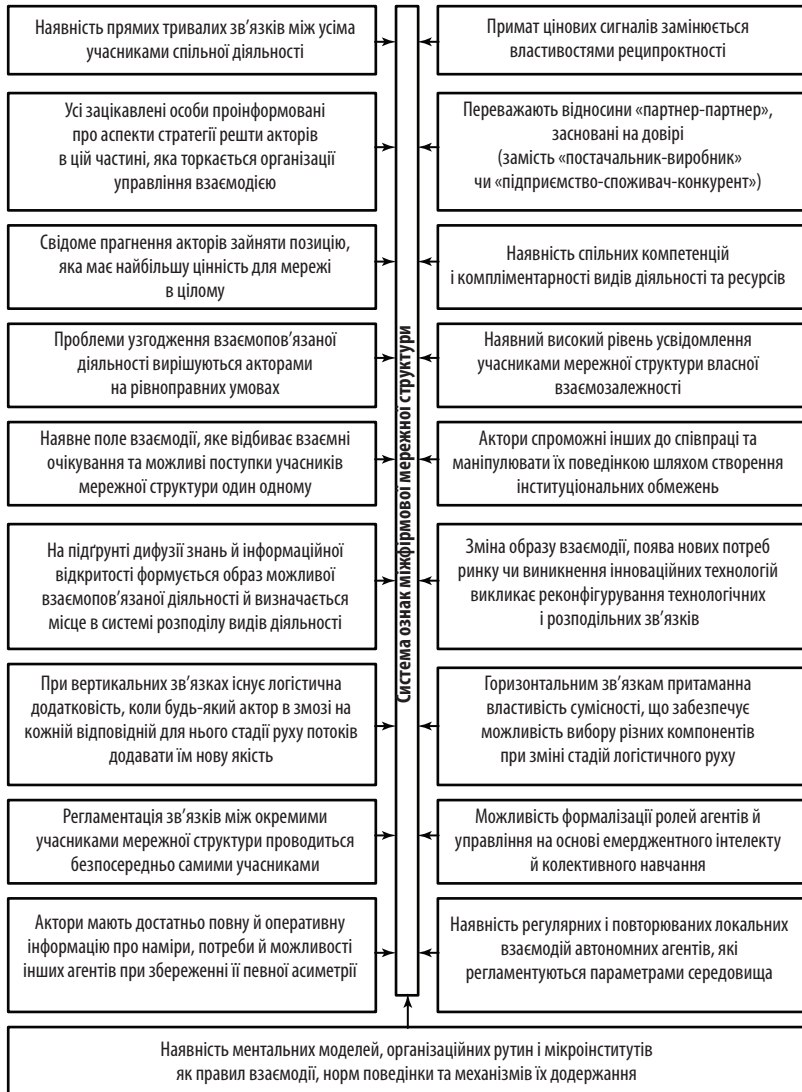 Наявність прямих тривалих зв'язків між усіма
учасниками спільної діяльності
Примат цінових сигналів замінюється
властивостями реципроктності
Усі зацікавлені особи проінформовані
про аспекти стратегії решти акторів
в цій частині, яка торкається організації
управління взаємодією
Переважають відносини «партнер-партнер»,
засновані на довірі
(замість «постачальник-виробник»
чи «підприємство-споживач-конкурент»)
Свідоме прагнення акторів зайняти позицію,
яка має найбільшу цінність для мережі
в цілому
Наявність спільних компетенцій
і компліментарності видів діяльності та ресурсів
Проблеми узгодження взаємопов'язаної
діяльності вирішуються акторами
на рівноправних умовах
Наявний високий рівень усвідомлення
учасниками мережної структури власної
взаємозалежності
Наявне поле взаємодії, яке відбиває взаємні
очікування та можливі поступки учасників
мережної структури один одному
Актори спроможні інших до співпраці та
маніпулювати їх поведінкою шляхом створення
інституціональних обмежень
На підґрунті дифузії знань й інформаційної
відкритості формується образ можливої
взаємопов'язаної діяльності й визначається
місце в системі розподілу видів діяльності
Зміна образу взаємодії, поява нових потреб
ринку чи виникнення інноваційних технологій
викликає реконфігурування технологічних
і розподільних зв'язків
При вертикальних зв'язках існує логістична
додатковість, коли будь-який актор в змозі на
кожній відповідній для нього стадії руху потоків
додавати їм нову якість
Горизонтальним зв'язкам притаманна
властивість сумісності, що забезпечує
можливість вибору різних компонентів
при зміні стадій логістичного руху
Регламентація зв'язків між окремими
учасниками мережної структури проводиться
безпосередньо самими учасниками
Можливість формалізації ролей агентів й
управління на основі емерджентного інтелекту
й колективного навчання
Актори мають достатньо повну й оперативну
інформацію про наміри, потреби й можливості
інших агентів при збереженні її певної асиметрії
Наявність регулярних і повторюваних локальних
взаємодій автономних агентів, які
регламентуються параметрами середовища
Система ознак міжфірмової мережної структури
Наявність ментальних моделей, організаційних рутин і мікроінститутів
як правил взаємодії, норм поведінки та механізмів їх додержання